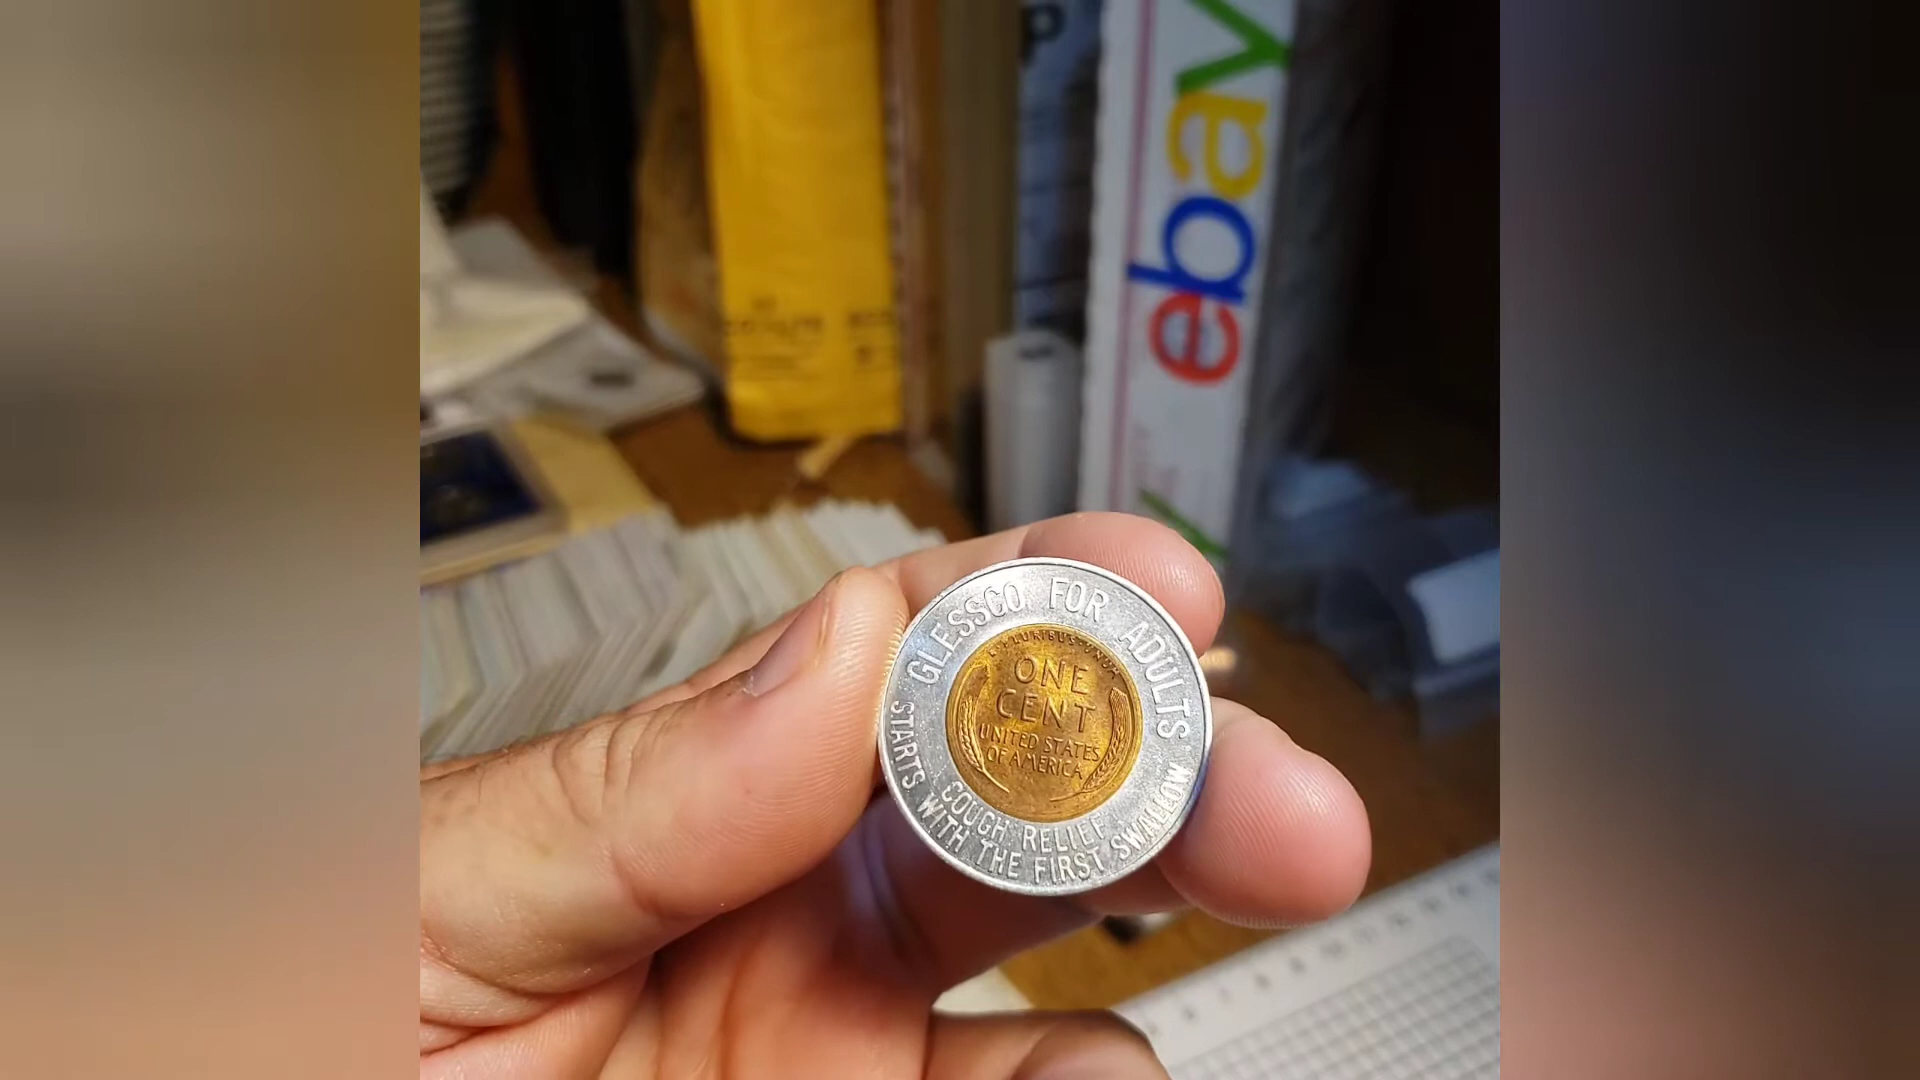 ebay
GLESSCO FOR ADULTS
E·PLURIBUS·UNUM
ONE
CENT
UNITED STATES
OF AMERICA
COUGH RELIEF
STARTS WITH THE FIRST SWALLOW